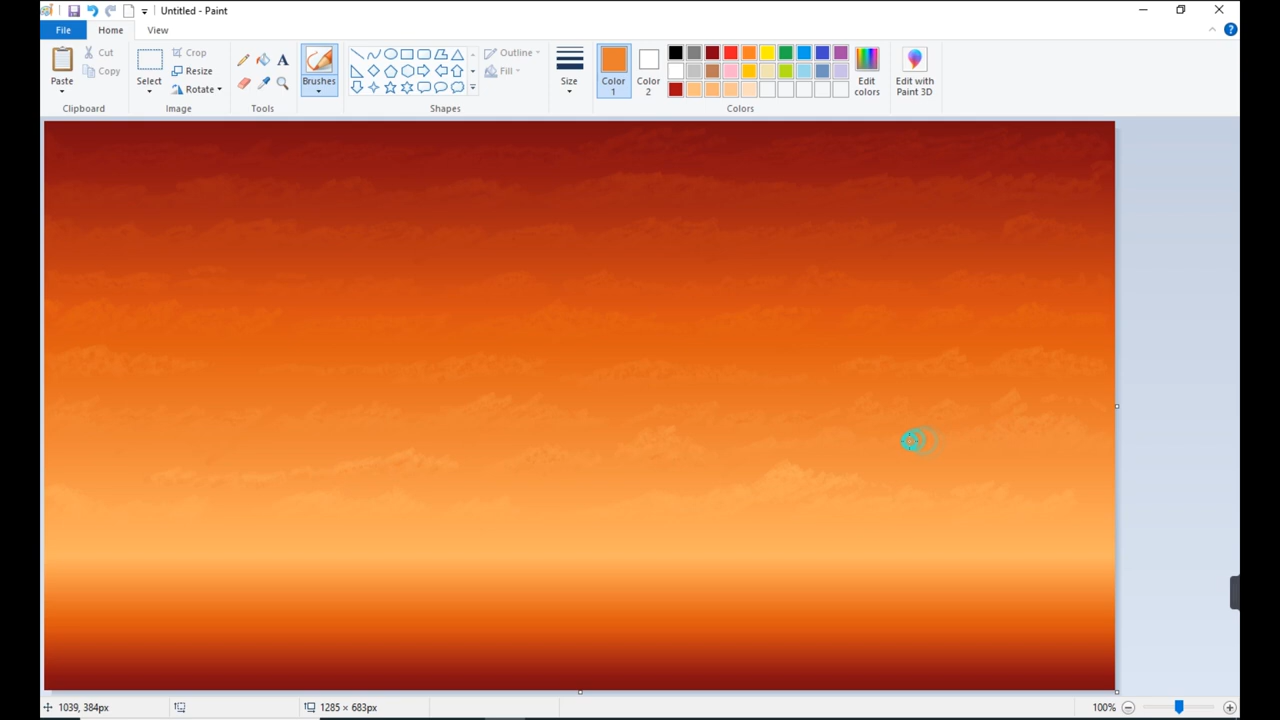 Untitled - Paint
File Home View
Paste
Cut
Copy
Clipboard
Select
Crop
Resize
Rotate
Image
A
Tools
Brushes
Outline
Fill
Shapes
Size
Color
1
Color
2
Edit
colors
Colors
Edit with
Paint 3D
1039, 384px
1285 × 683px
100%